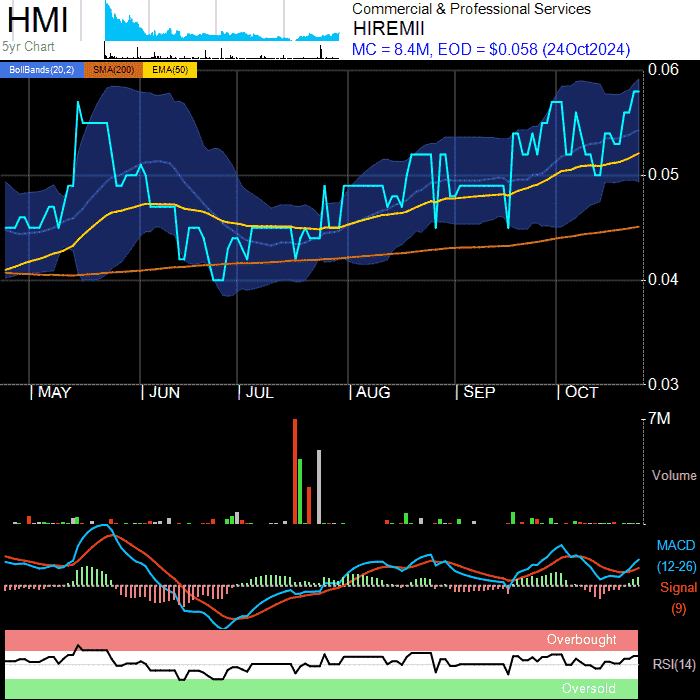 HMI
5yr Chart
Commercial & Professional Services
HIREMII
MC = 8.4M, EOD = $0.058 (24Oct2024)
BollBands(20,2) SMA(200) EMA(50)
0.06
0.05
0.04
0.03
MAY JUN JUL AUG SEP OCT
7M
Volume
MACD
(12-26)
Signal
(9)
Overbought
RSI(14)
Oversold